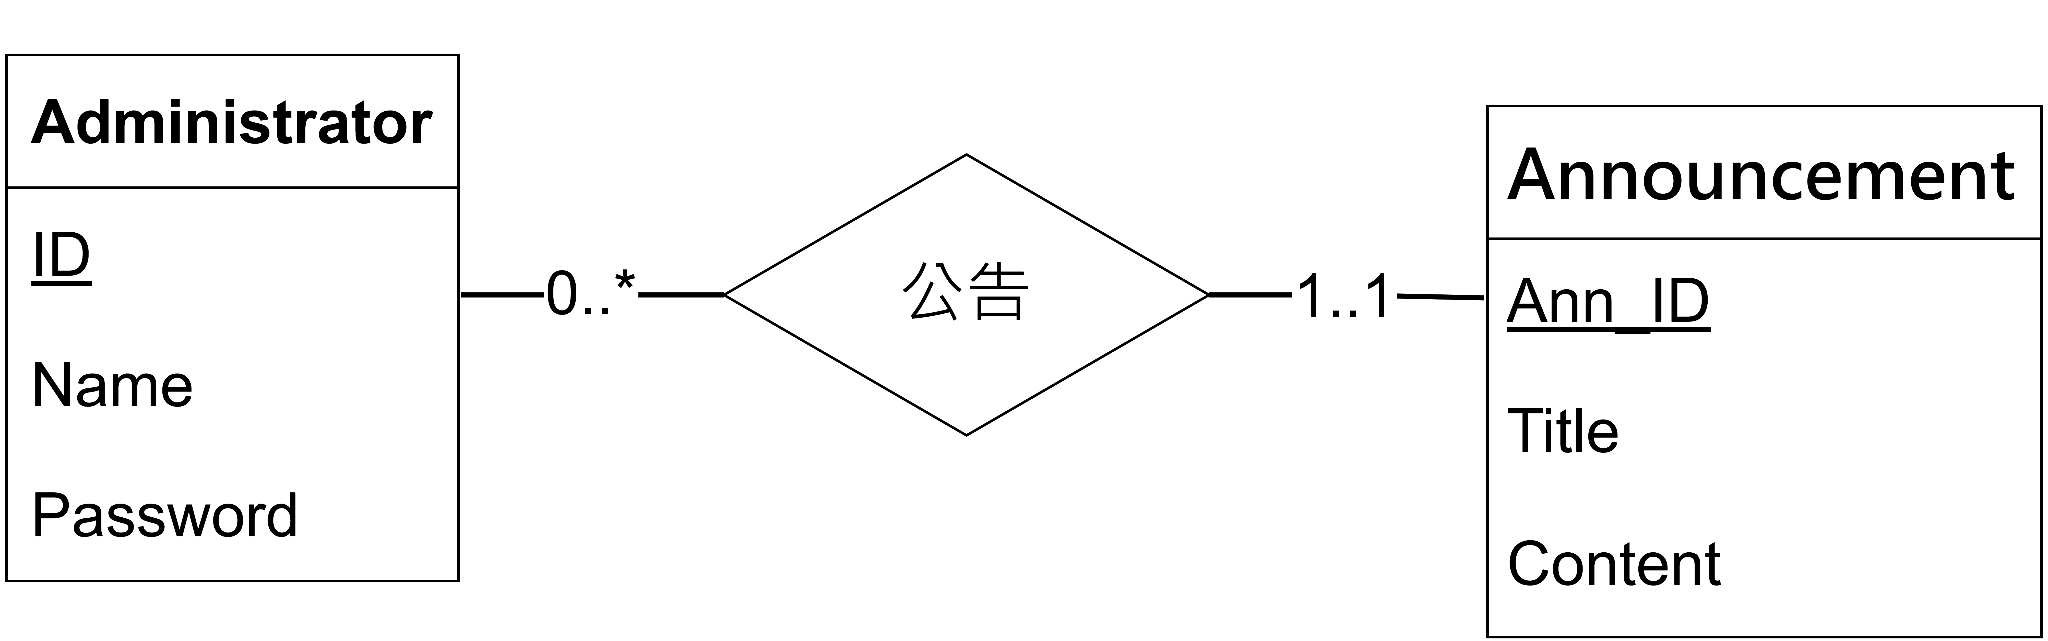 Administrator
ID
Name
Password
0..*
公告
1..1
Announcement
Ann_ID
Title
Content